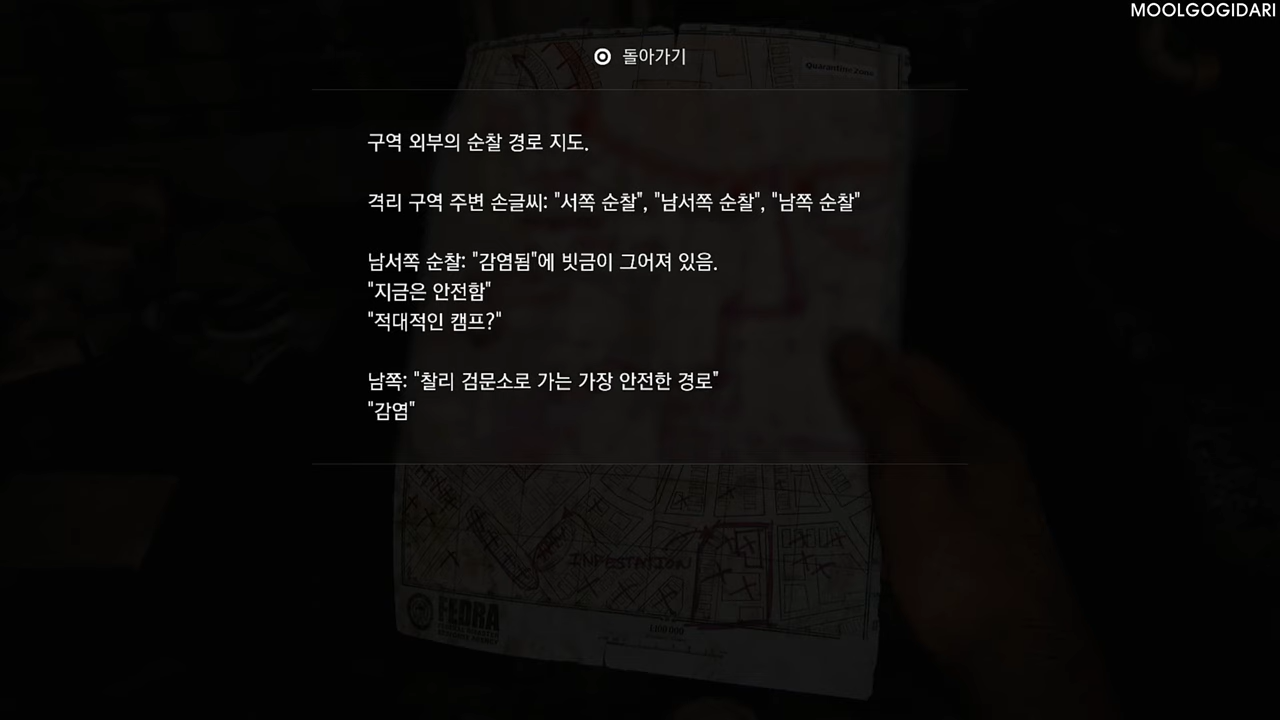 MOOLGOGIDARI
돌아가기
Quarantine Zone
구역 외부의 순찰 경로 지도.
격리 구역 주변 손글씨: "서쪽 순찰", "남서쪽 순찰", "남쪽 순찰"
남서쪽 순찰: "감염됨"에 빗금이 그어져 있음.
"지금은 안전함"
"적대적인 캠프?"
남쪽: "찰리 검문소로 가는 가장 안전한 경로"
"감염"
INFESTATION
FEDRA